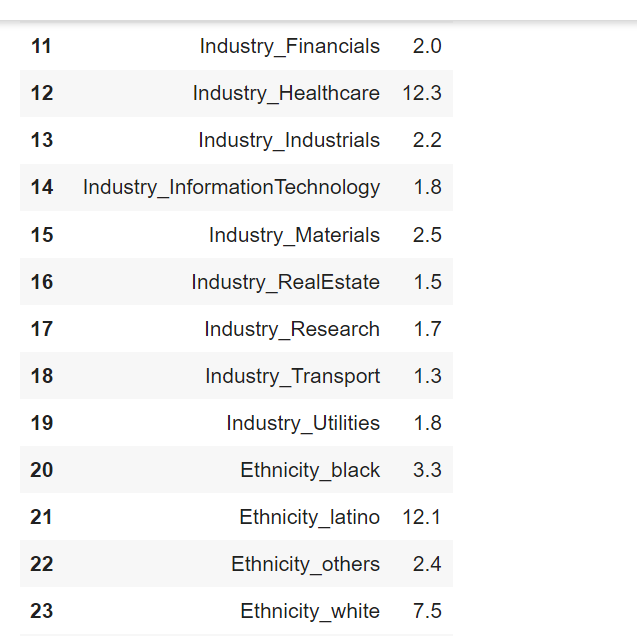 11 Industry_Financials 2.0
12 Industry_Healthcare 12.3
13 Industry_Industrials 2.2
14 Industry_InformationTechnology 1.8
15 Industry_Materials 2.5
16 Industry_RealEstate 1.5
17 Industry_Research 1.7
18 Industry_Transport 1.3
19 Industry_Utilities 1.8
20 Ethnicity_black 3.3
21 Ethnicity_latino 12.1
22 Ethnicity_others 2.4
23 Ethnicity_white 7.5